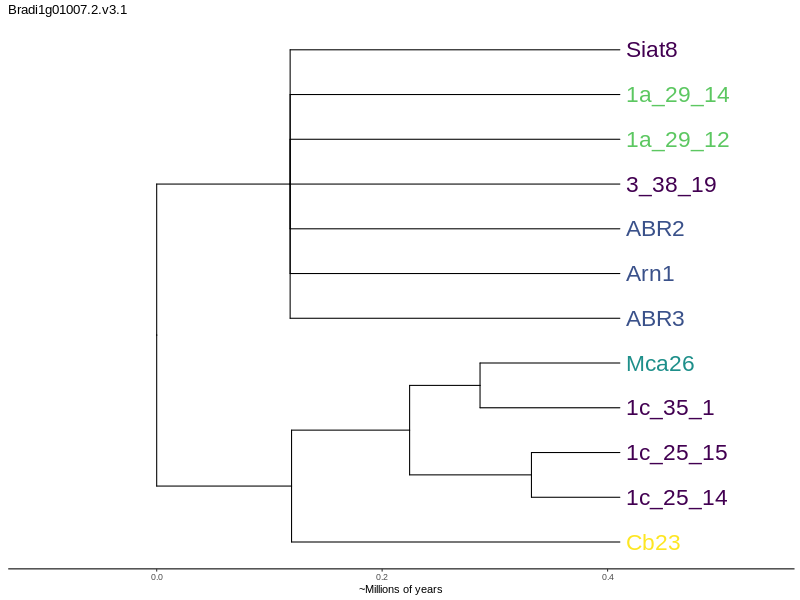 Bradi1g01007.2.v3.1
Siat8
1a_29_14
1a_29_12
3_38_19
ABR2
Arn1
ABR3
Mca26
1c_35_1
1c_25_15
1c_25_14
Cb23
0.0 0.2 0.4
~Millions of years